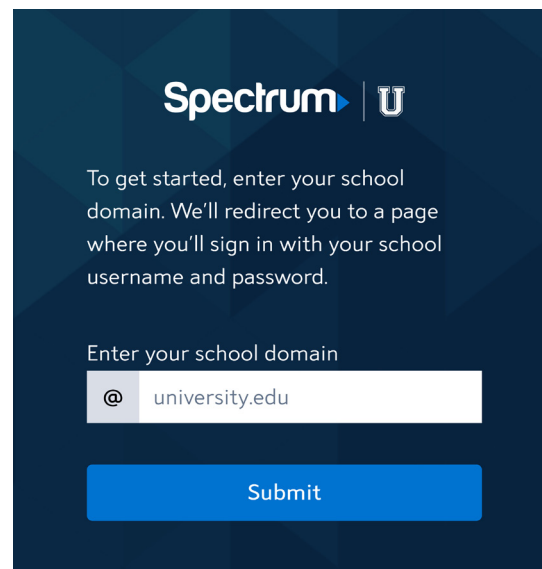 Spectrum U
To get started, enter your school
domain. We'll redirect you to a page
where you'll sign in with your school
username and password.
Enter your school domain
@ university.edu
Submit